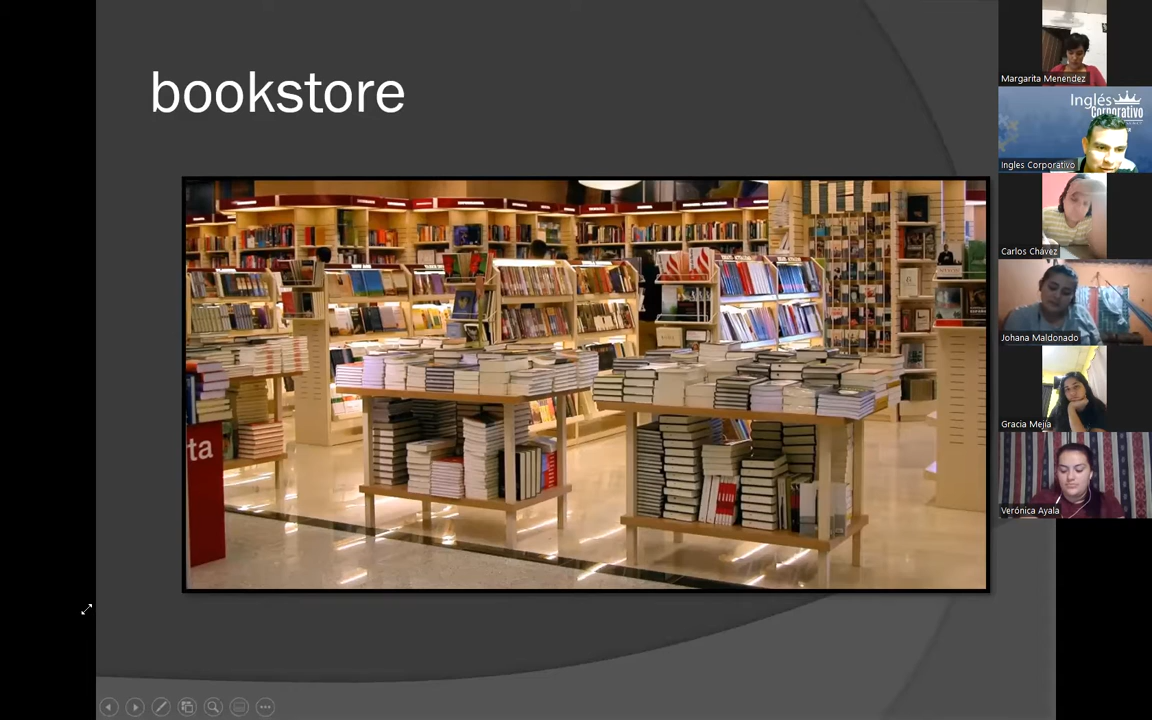 bookstore
ta
Margarita Menendez
Inglés
Corporativo
Ingles Corporativo
Carlos Chávez
Johana Maldonado
Gracia Mejía
Verónica Ayala